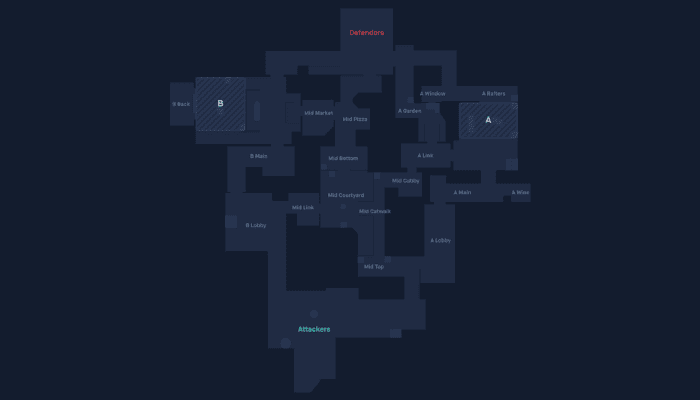 Defenders
A Window
A Rafters
B Back
B
A Garden
Mid Market
Mid Pizza
A
B Main
Mid Bottom
A Link
Mid Cubby
A Main
A Nine
Mid Courtyard
Mid Link
Mid Catwalk
B Lobby
A Lobby
Mid Top
Attackers